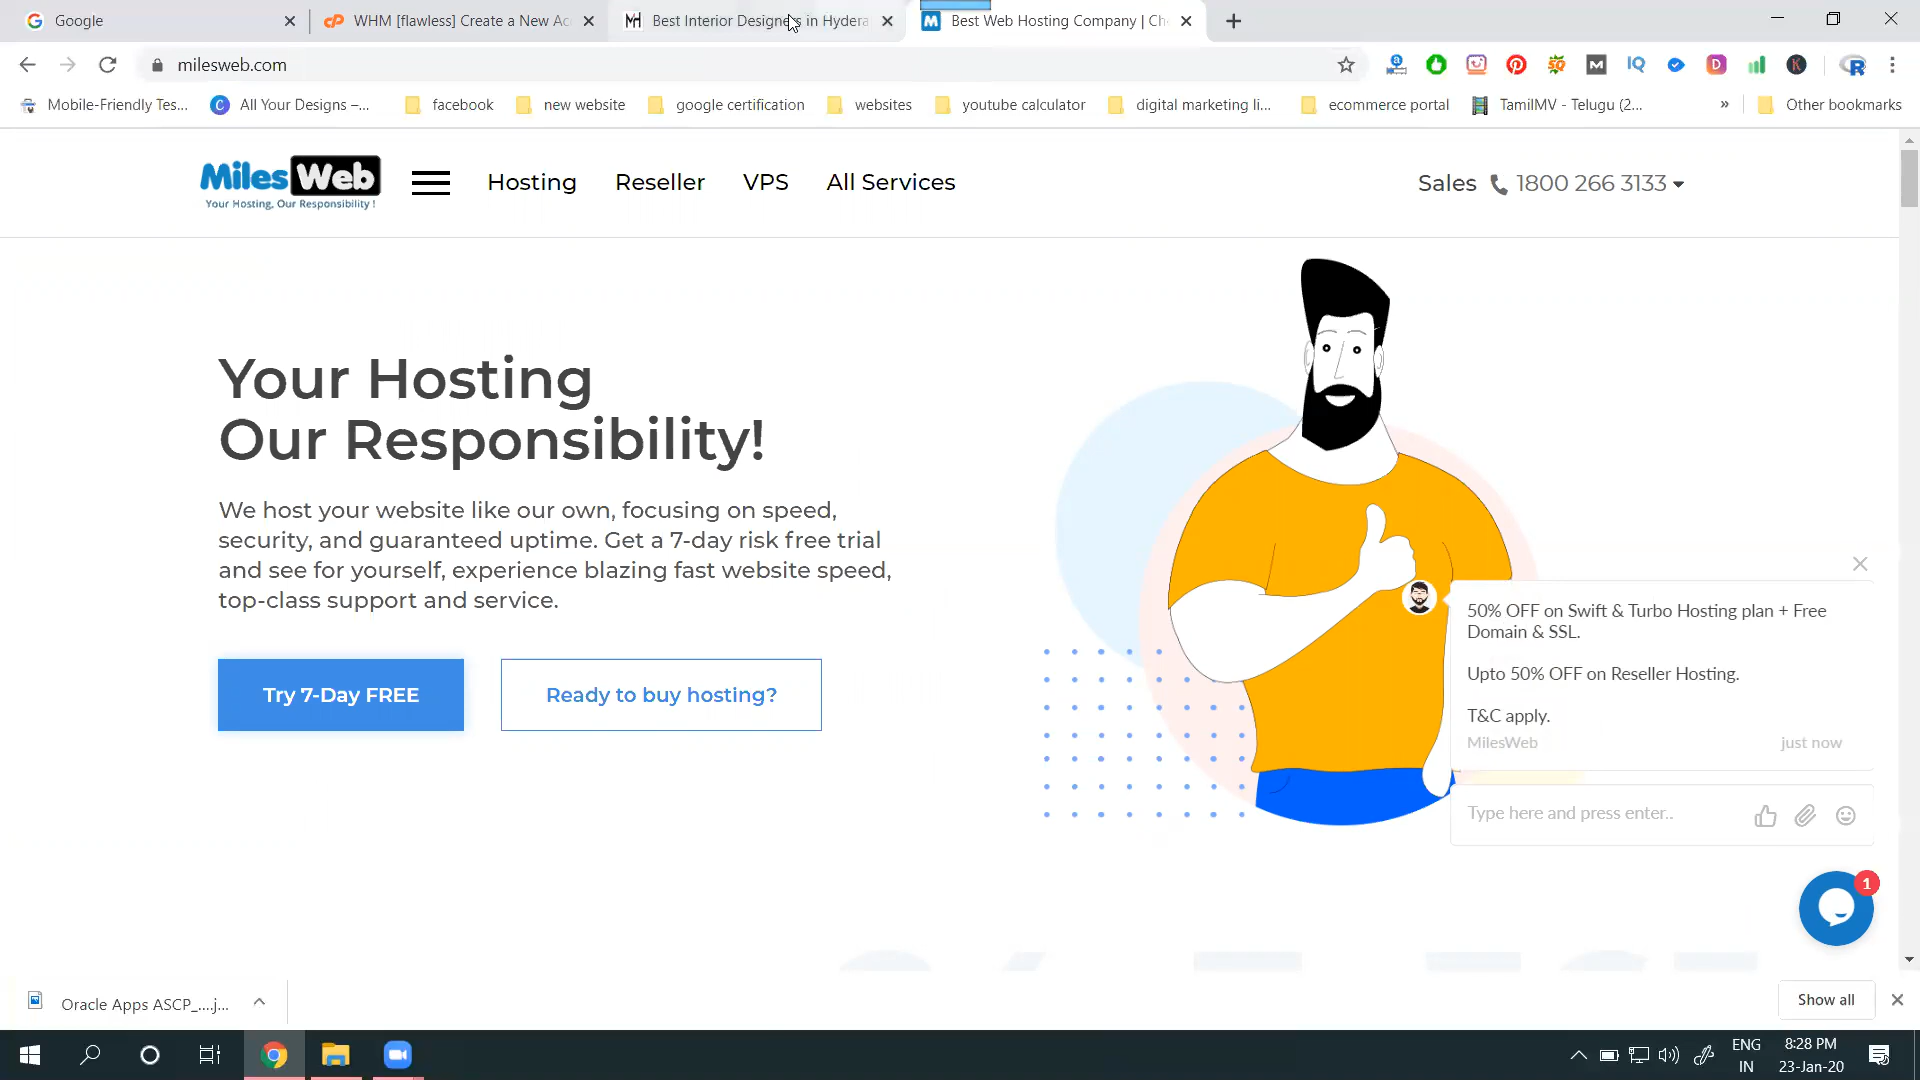 Google
WHM [flawless] Create a New Ac
Best Interior Designers in Hydera
Best Web Hosting Company | Ch
milesweb.com
Mobile-Friendly Tes...
All Your Designs –...
facebook
new website
google certification
websites
youtube calculator
digital marketing li...
ecommerce portal
TamilMV - Telugu (2...
»
Other bookmarks
MilesWeb
Your Hosting, Our Responsibility !
Hosting
Reseller
VPS
All Services
Sales 1800 266 3133
Your Hosting
Our Responsibility!
We host your website like our own, focusing on speed,
security, and guaranteed uptime. Get a 7-day risk free trial
and see for yourself, experience blazing fast website speed,
top-class support and service.
Try 7-Day FREE
Ready to buy hosting?
50% OFF on Swift & Turbo Hosting plan + Free
Domain & SSL.
Upto 50% OFF on Reseller Hosting.
T&C apply.
MilesWeb just now
Type here and press enter..
1
Oracle Apps ASCP_....j...
Show all
ENG
IN
8:28 PM
23-Jan-20